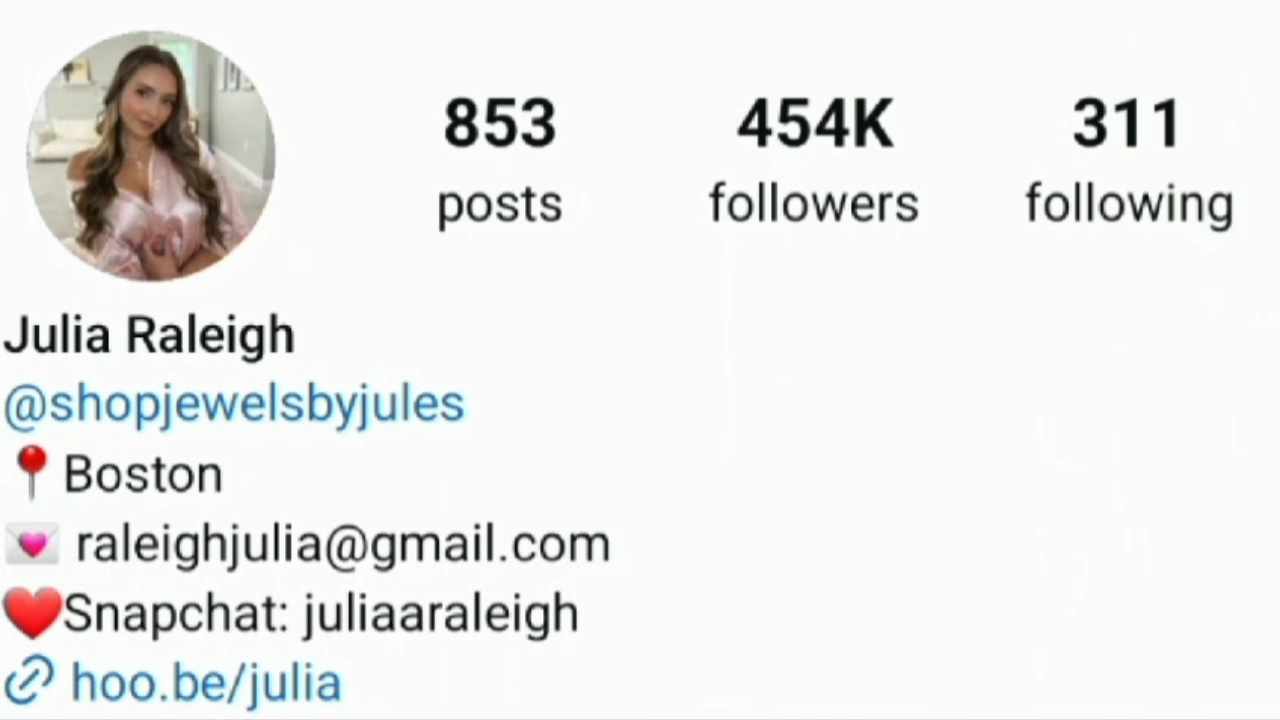 853 454K 311
posts followers following
Julia Raleigh
@shopjewelsbyjules
📍Boston
💌 raleighjulia@gmail.com
❤️Snapchat: juliaaraleigh
🔗 hoo.be/julia